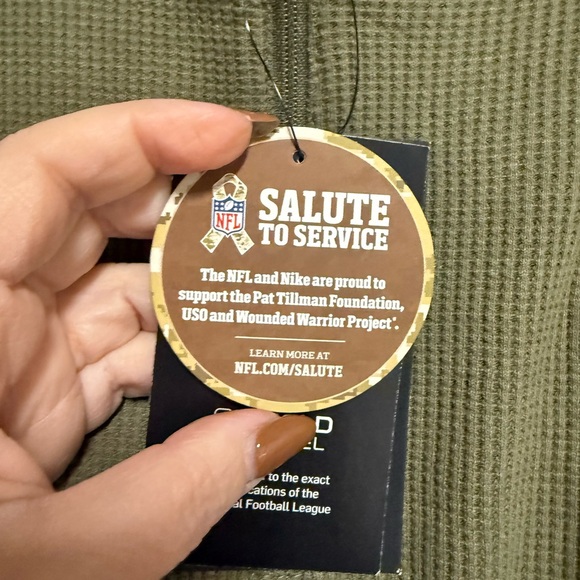 NFL
SALUTE
TO SERVICE
The NFL and Nike are proud to
support the Pat Tillman Foundation,
USO and Wounded Warrior Project*.
LEARN MORE AT
NFL.COM/SALUTE
to the exact
of the
Football League